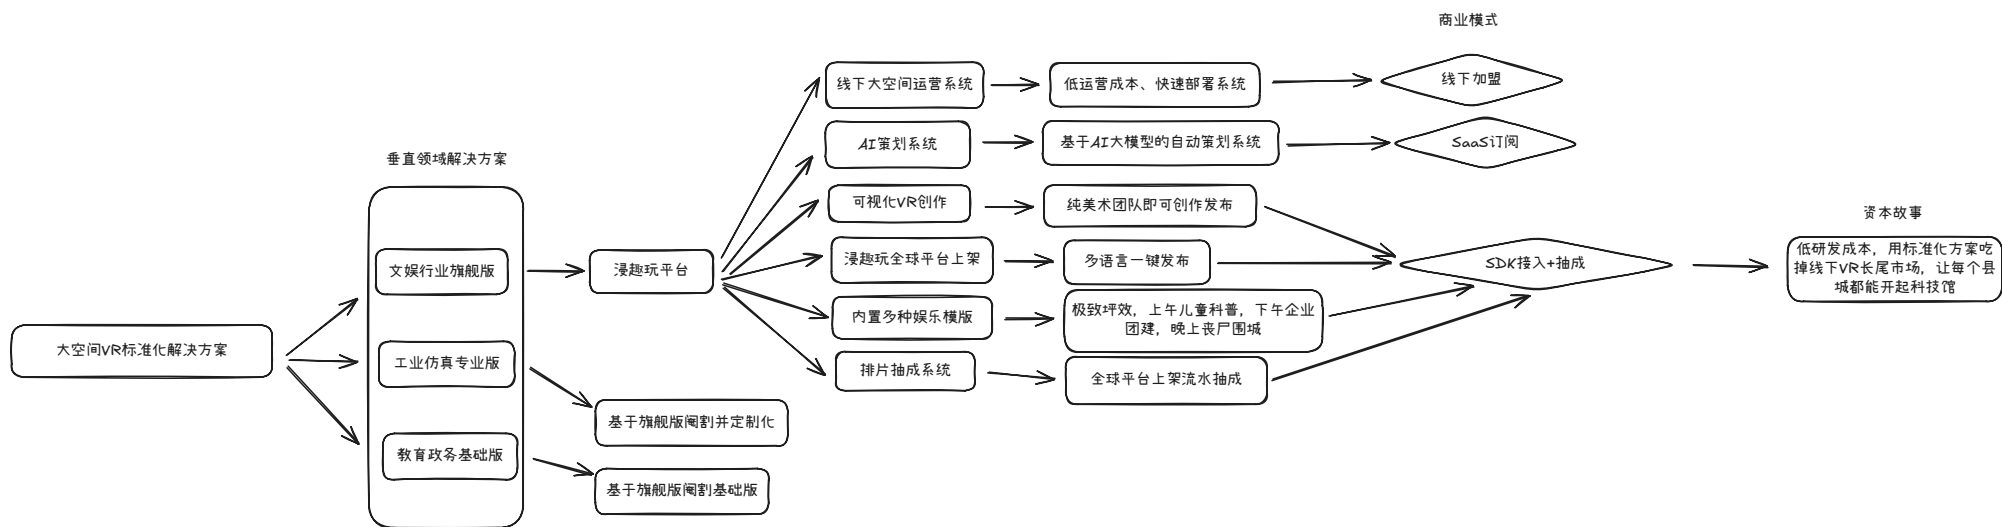 商业模式
线下大空间运营系统
低运营成本、快速部署系统
线下加盟
AI策划系统
基于AI大模型的自动策划系统
SaaS订阅
垂直领域解决方案
可视化VR创作
纯美术团队即可创作发布
资本故事
文娱行业旗舰版
浸趣玩平台
浸趣玩全球平台上架
多语言一键发布
SDK接入+抽成
低研发成本，用标准化方案吃
掉线下VR长尾市场，让每个县
城都能开起科技馆
内置多种娱乐模版
极致坪效，上午儿童科普，下午企业
团建，晚上丧尸围城
大空间VR标准化解决方案
工业仿真专业版
排片抽成系统
全球平台上架流水抽成
基于旗舰版阉割并定制化
教育政务基础版
基于旗舰版阉割基础版